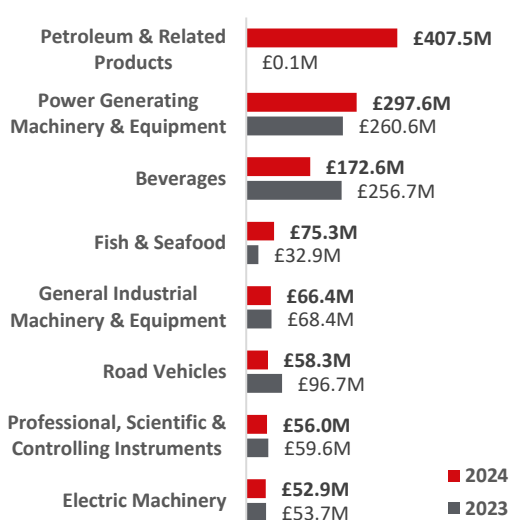 Petroleum & Related
Products
£407.5M
£0.1M
Power Generating
Machinery & Equipment
£297.6M
£260.6M
Beverages
£172.6M
£256.7M
Fish & Seafood
£75.3M
£32.9M
General Industrial
Machinery & Equipment
£66.4M
£68.4M
Road Vehicles
£58.3M
£96.7M
Professional, Scientific &
Controlling Instruments
£56.0M
£59.6M
Electric Machinery
£52.9M
£53.7M
2024
2023